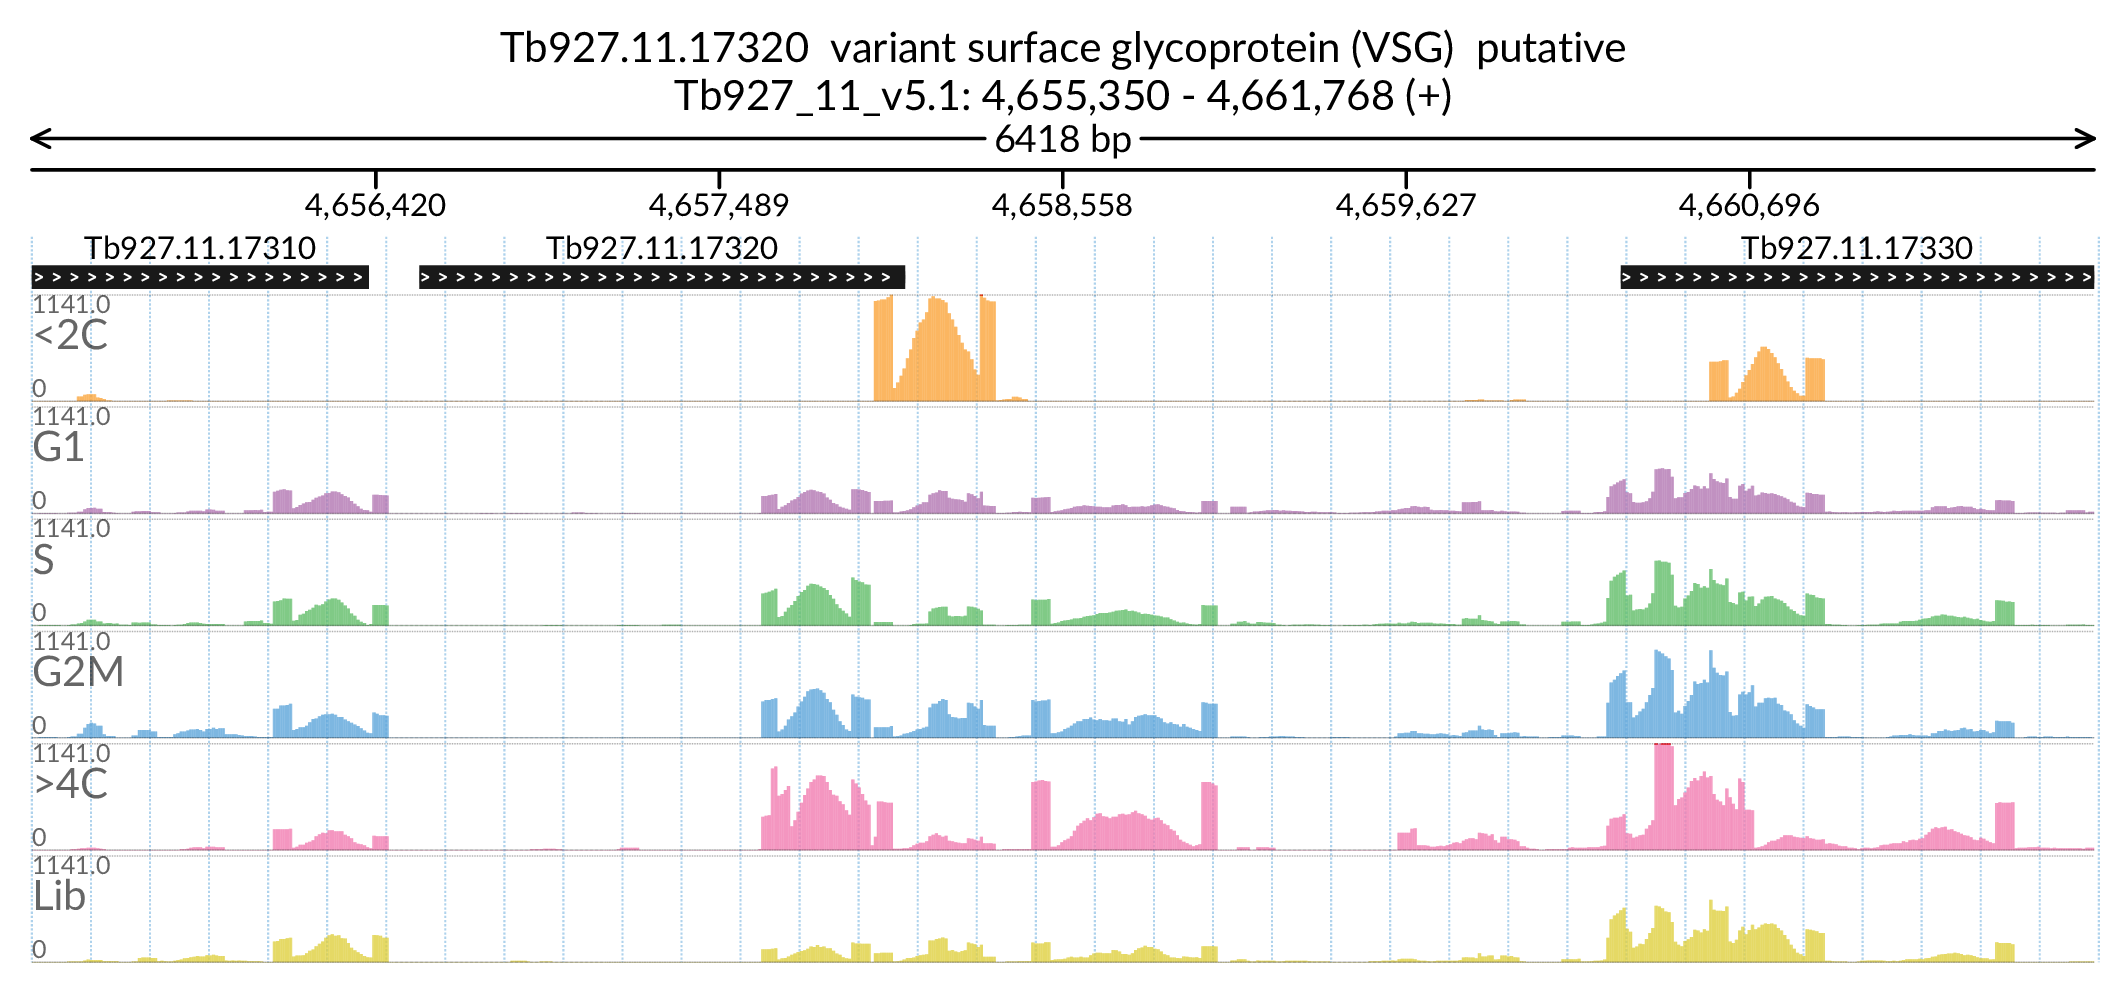 Tb927.11.17320 variant surface glycoprotein (VSG) putative
Tb927_11_v5.1: 4,655,350 - 4,661,768 (+)
6418 bp
4,656,420 4,657,489 4,658,558 4,659,627 4,660,696
Tb927.11.17310 Tb927.11.17320 Tb927.11.17330
1141.0
<2C
0
1141.0
G1
0
1141.0
S
0
1141.0
G2M
0
1141.0
>4C
0
1141.0
Lib
0